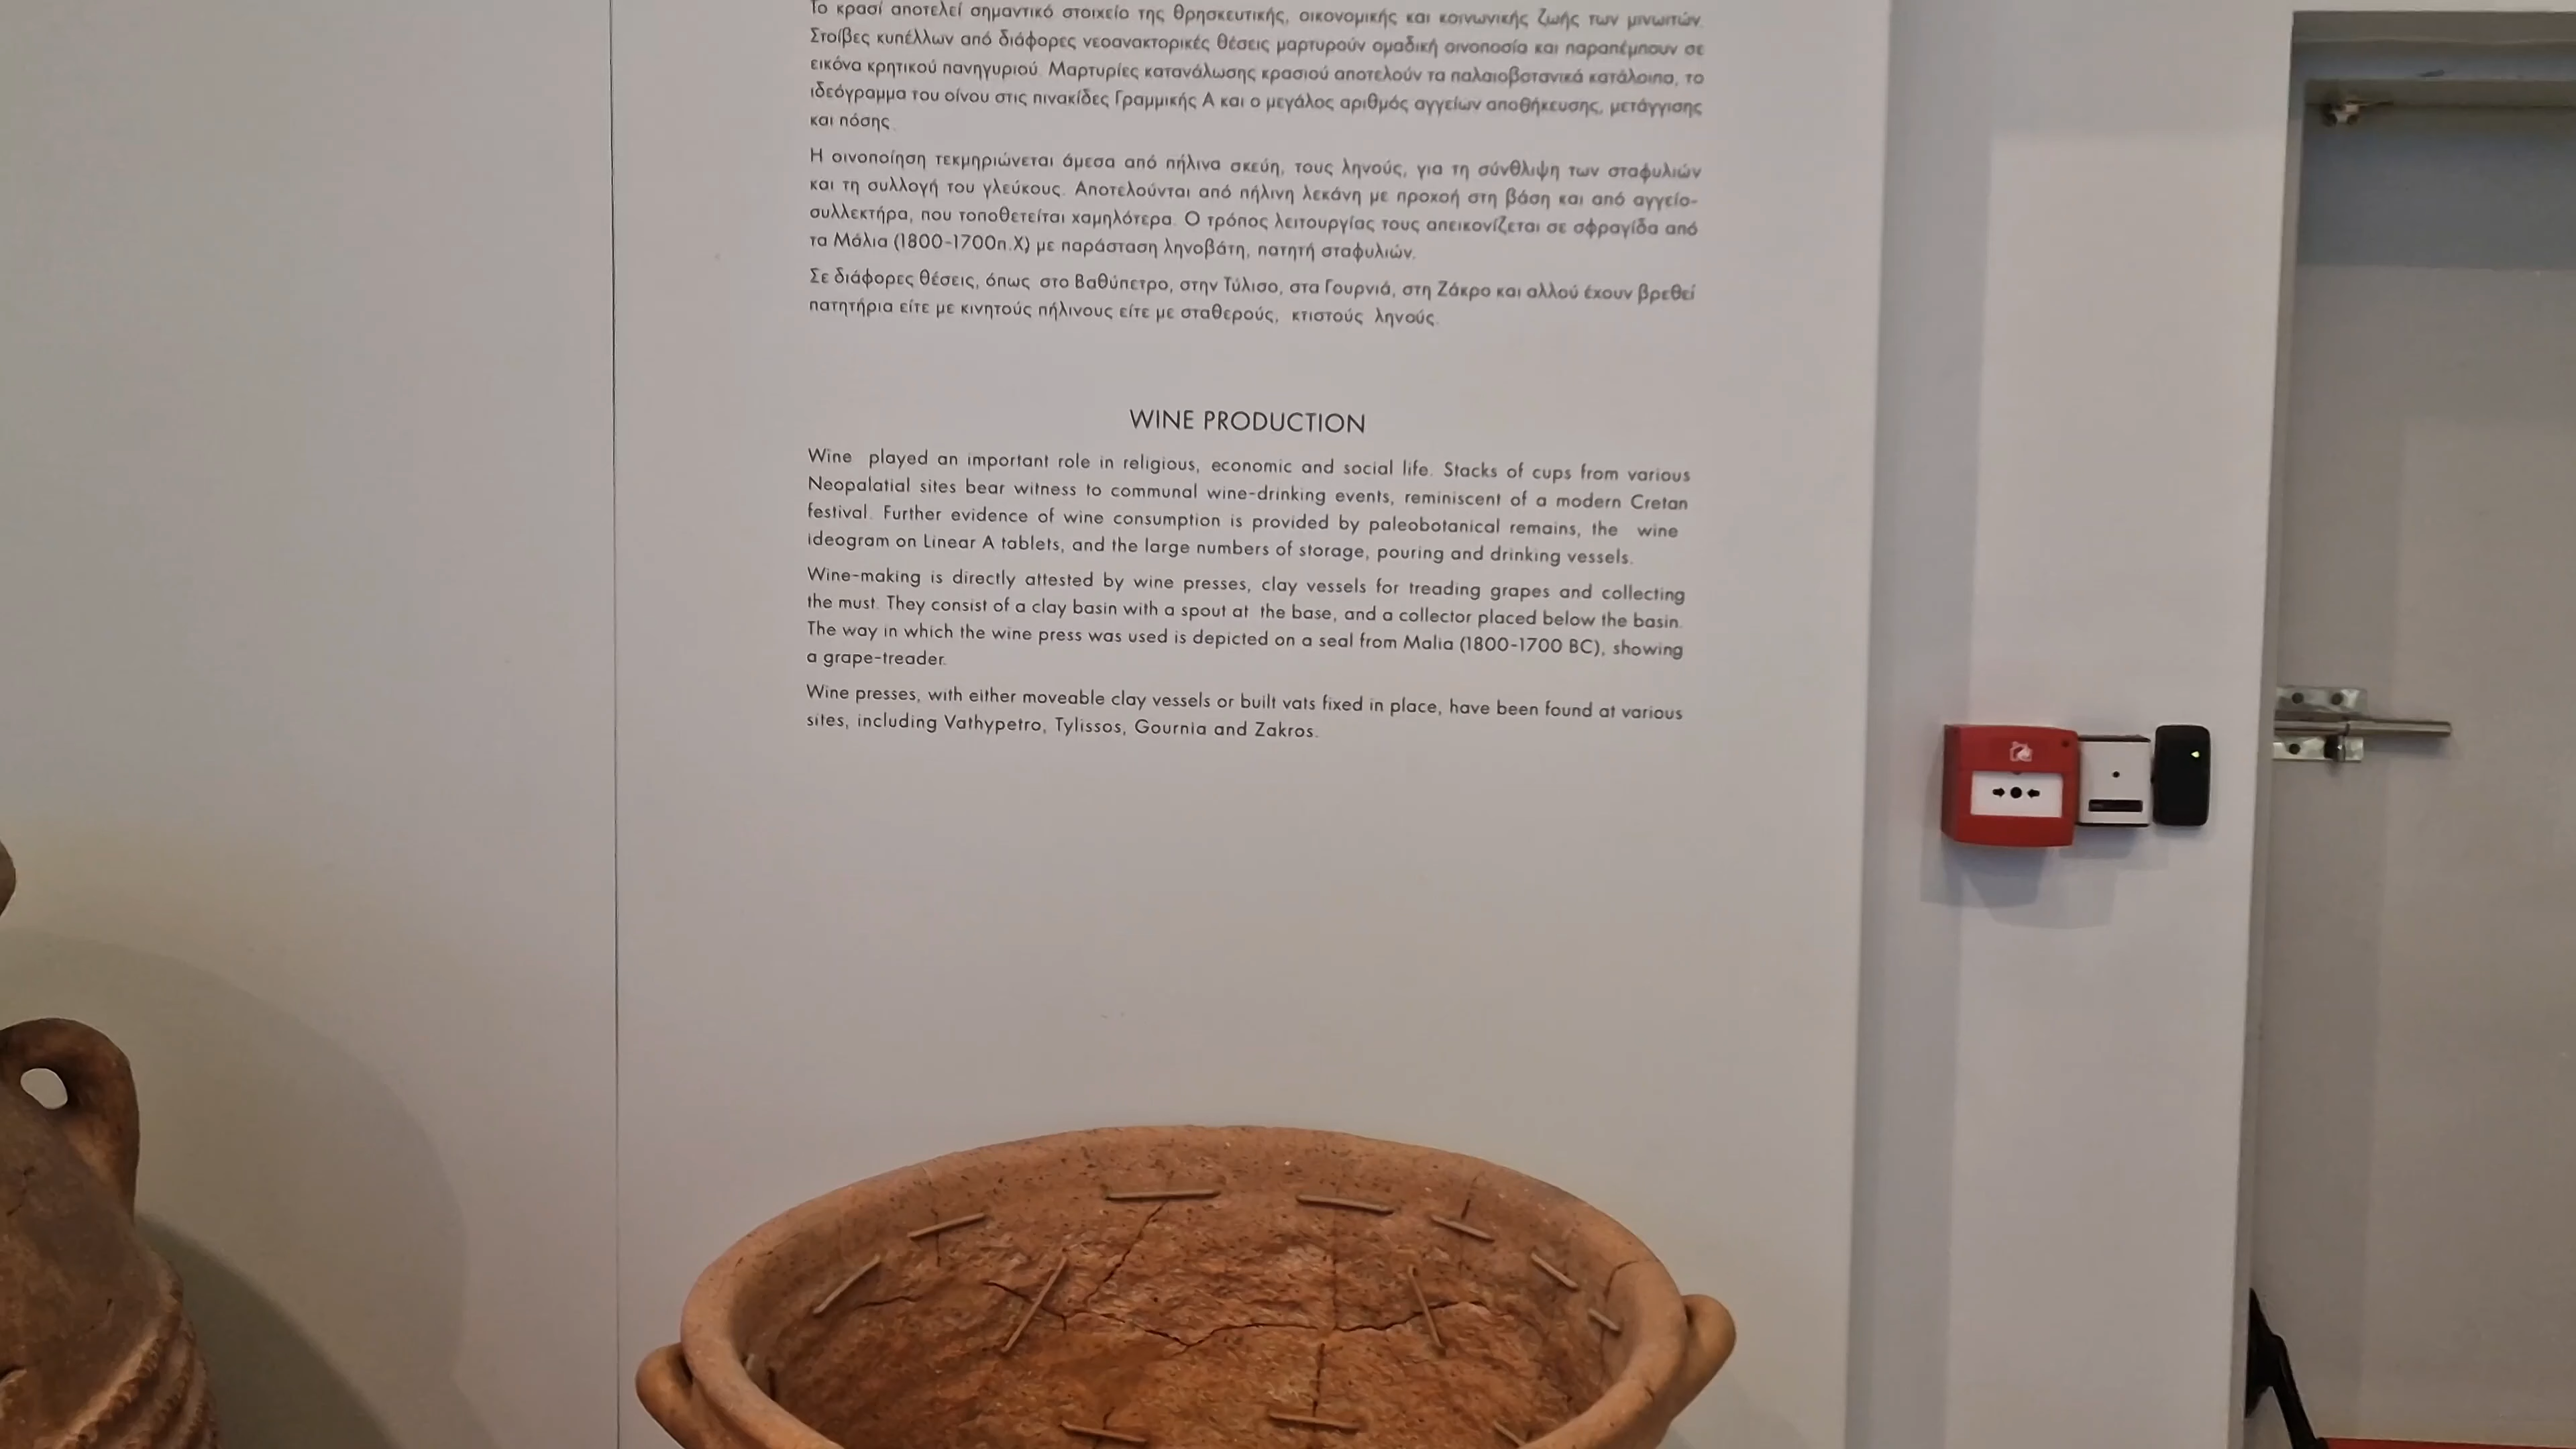 Το κρασί αποτελεί σημαντικό στοιχείο της θρησκευτικής, οικονομικής και κοινωνικής ζωής των μινωιτών.
Στοίβες κυπέλλων από διάφορες νεοανακτορικές θέσεις μαρτυρούν ομαδική οινοποσία και παραπέμπουν σε
εικόνα κρητικού πανηγυριού. Μαρτυρίες κατανάλωσης κρασιού αποτελούν τα παλαιοβοτανικά κατάλοιπα, το
ιδεόγραμμα του οίνου στις πινακίδες Γραμμικής Α και ο μεγάλος αριθμός αγγείων αποθήκευσης, μετάγγισης
και πόσης.
Η οινοποίηση τεκμηριώνεται άμεσα από πήλινα σκεύη, τους ληνούς, για τη σύνθλιψη των σταφυλιών
και τη συλλογή του γλεύκους. Αποτελούνται από πήλινη λεκάνη με προχοή στη βάση και από αγγείο-
συλλεκτήρα, που τοποθετείται χαμηλότερα. Ο τρόπος λειτουργίας τους απεικονίζεται σε σφραγίδα από
τα Μάλια (1800-1700π.Χ) με παράσταση ληνοβάτη, πατητή σταφυλιών.
Σε διάφορες θέσεις, όπως στο Βαθύπετρο, στην Τύλισο, στα Γουρνιά, στη Ζάκρο και αλλού έχουν βρεθεί
πατητήρια είτε με κινητούς πήλινους είτε με σταθερούς, κτιστούς ληνούς.
WINE PRODUCTION
Wine played an important role in religious, economic and social life. Stacks of cups from various
Neopalatial sites bear witness to communal wine-drinking events, reminiscent of a modern Cretan
festival. Further evidence of wine consumption is provided by paleobotanical remains, the wine
ideogram on Linear A tablets, and the large numbers of storage, pouring and drinking vessels.
Wine-making is directly attested by wine presses, clay vessels for treading grapes and collecting
the must. They consist of a clay basin with a spout at the base, and a collector placed below the basin.
The way in which the wine press was used is depicted on a seal from Malia (1800-1700 BC), showing
a grape-treader.
Wine presses, with either moveable clay vessels or built vats fixed in place, have been found at various
sites, including Vathypetro, Tylissos, Gournia and Zakros.